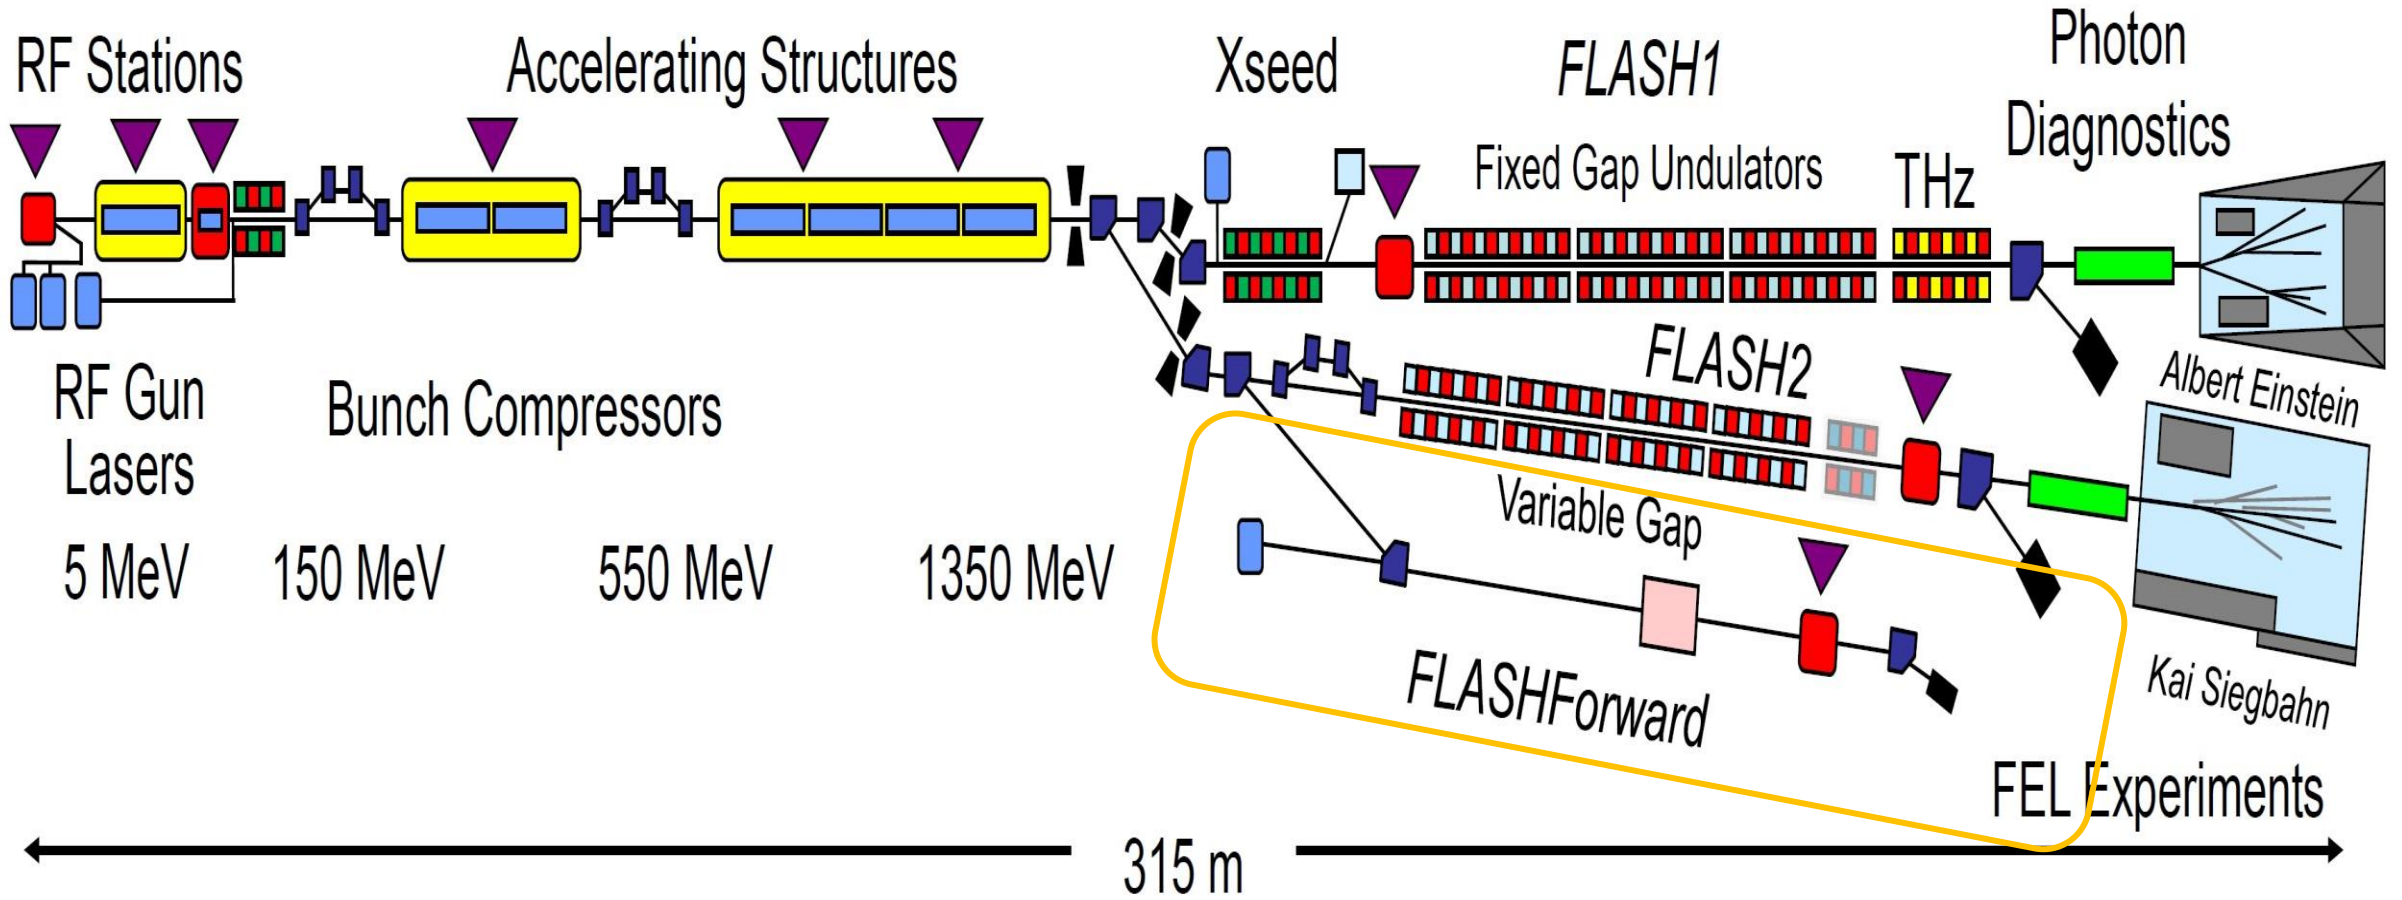 RF Stations
Accelerating Structures
Xseed
FLASH1
Photon
Diagnostics
Fixed Gap Undulators
THz
RF Gun
Lasers
Bunch Compressors
FLASH2
Albert Einstein
Variable Gap
5 MeV
150 MeV
550 MeV
1350 MeV
FLASHForward
Kai Siegbahn
FEL Experiments
315 m